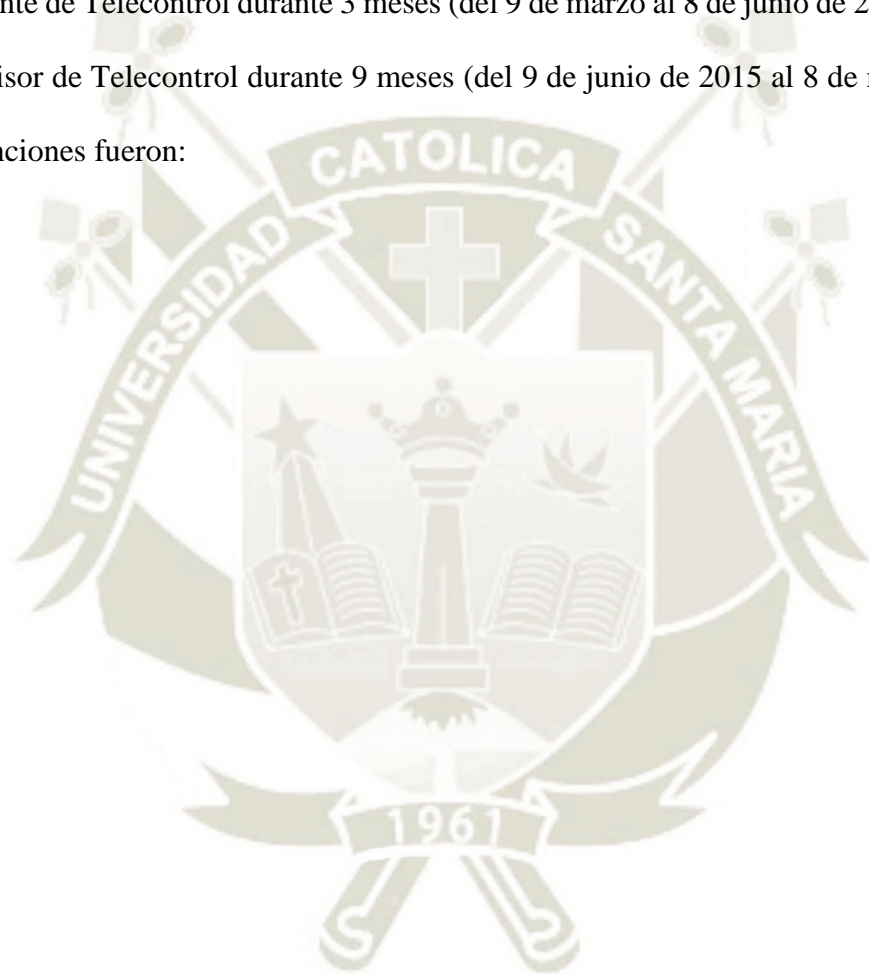 nte de Telecontrol durante 3 meses (del 9 de marzo al 8 de junio de 2
isor de Telecontrol durante 9 meses (del 9 de junio de 2015 al 8 de
nciones fueron:
UNIVERSIDAD CATOLICA SANTA MARIA
1961